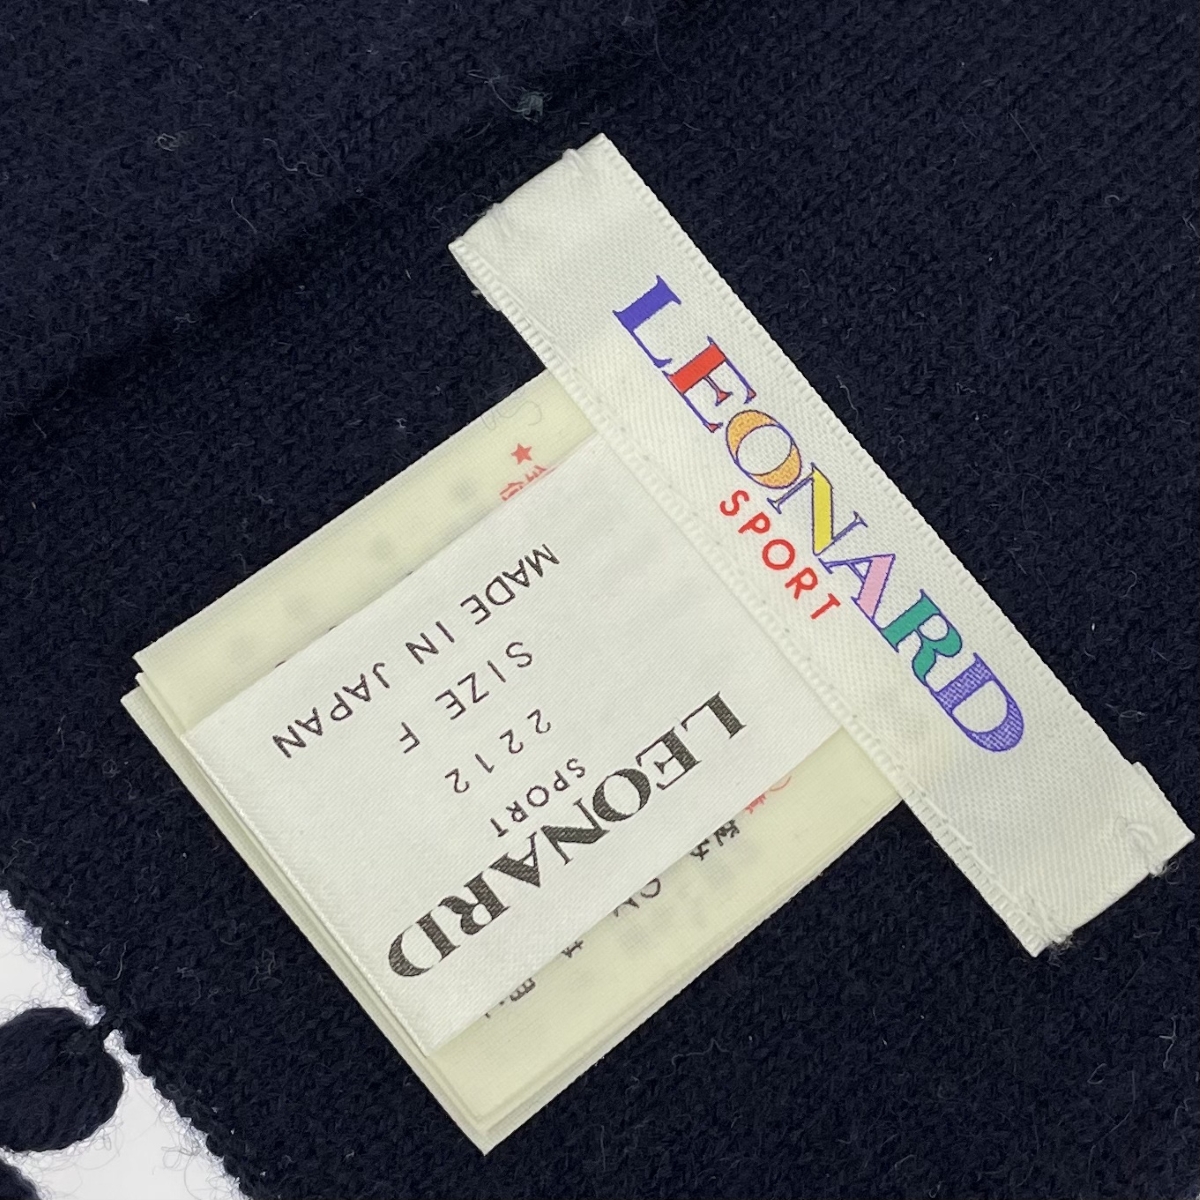 LEONARD
SPORT
LEONARD
SPORT
2212
SIZE F
MADE IN JAPAN